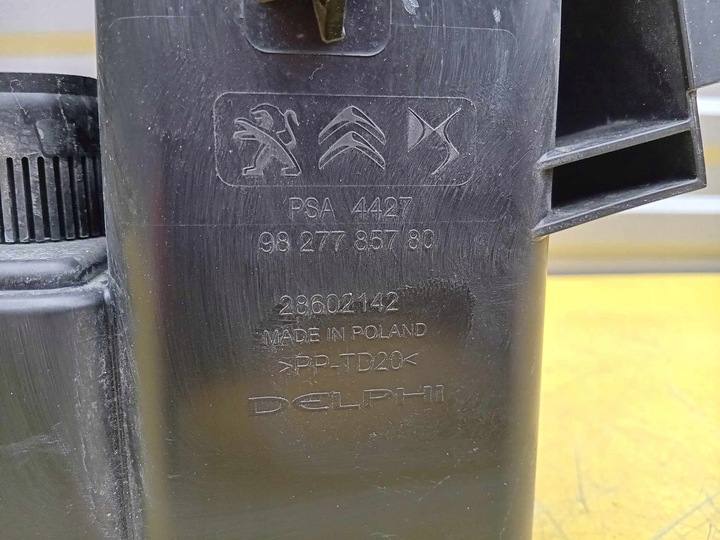 PSA 4427
98 277 857 80
28602142
MADE IN POLAND
>PP-TD20<
DELPHI